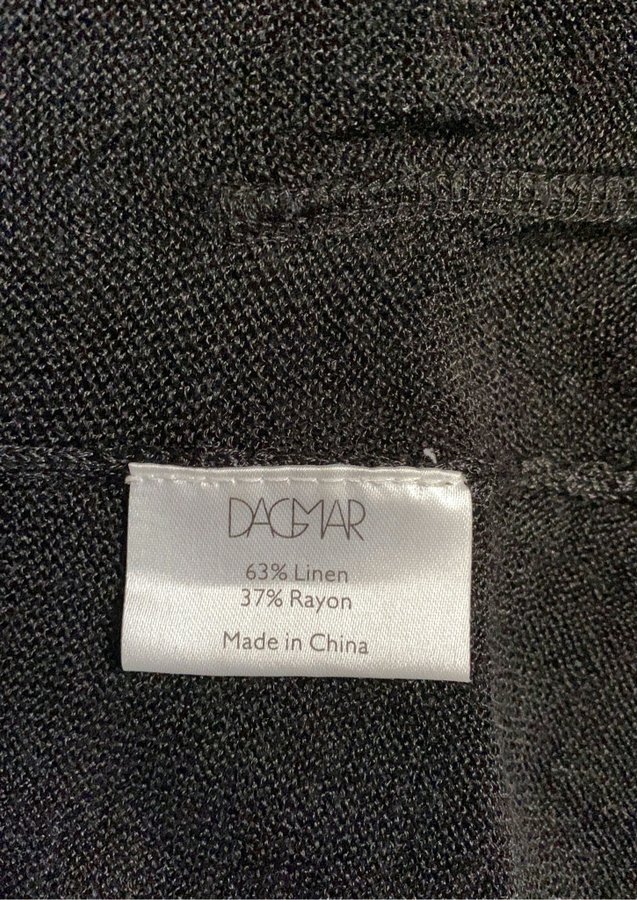 DAGMAR
63% Linen
37% Rayon
Made in China